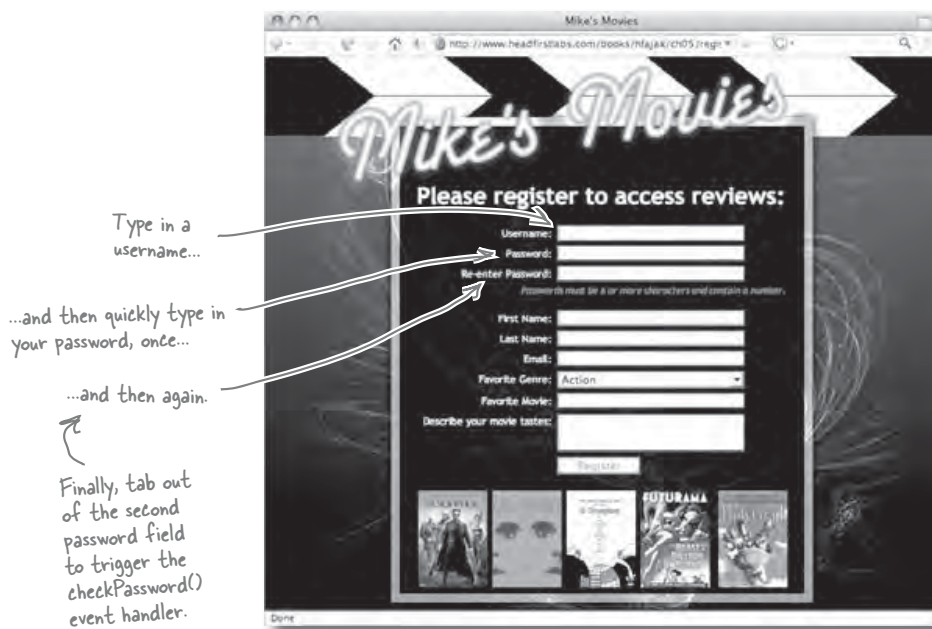 Mike's Movies
http://www.headfirstlabs.com/books/hfajax/ch05/regi
Mike's Movies
Please register to access reviews:
Type in a
username...
Username:
...and then quickly type in
your password, once...
Password:
...and then again.
Re-enter Password:
Passwords must be 6 or more characters and contain a number.
First Name:
Last Name:
Email:
Favorite Genre: Action
Favorite Movie:
Describe your movie tastes:
Register
Finally, tab out
of the second
password field
to trigger the
checkPassword()
event handler.
FUTURAMA
Done